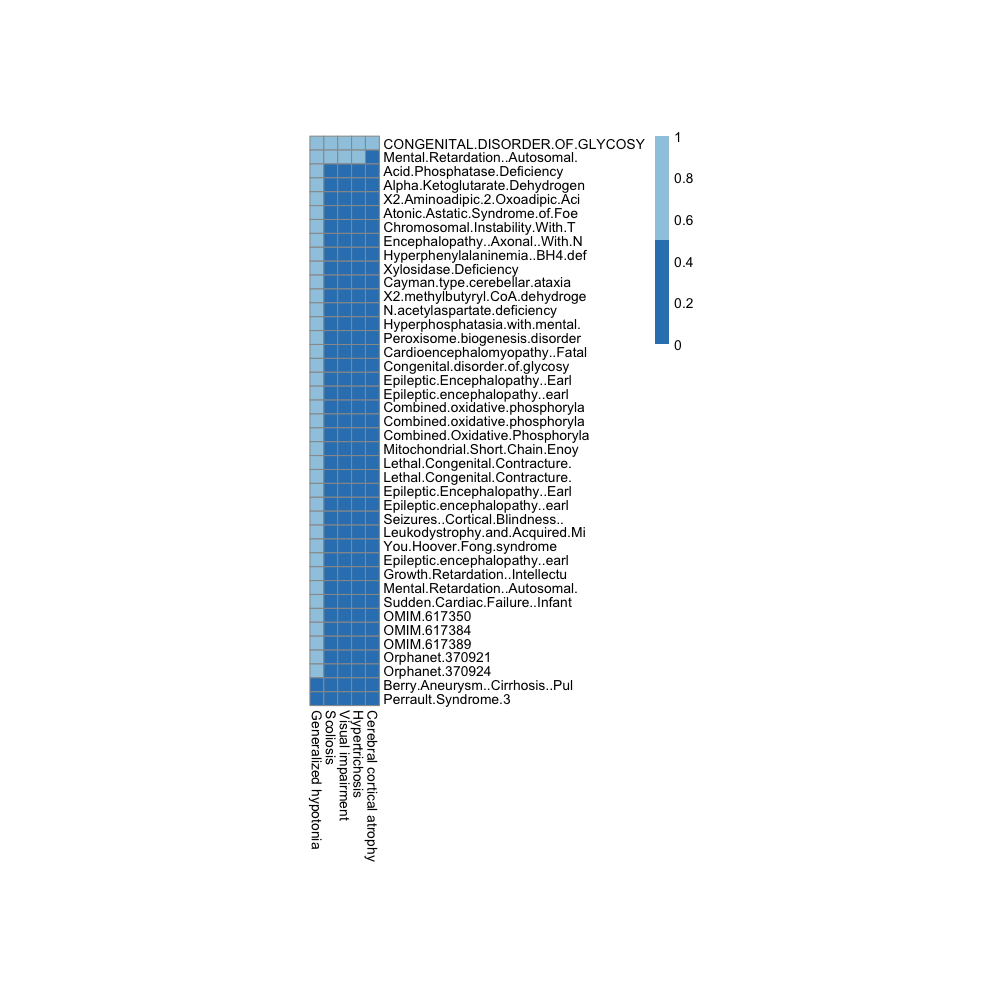 CONGENITAL.DISORDER.OF.GLYCOSY
Mental.Retardation..Autosomal.
Acid.Phosphatase.Deficiency
Alpha.Ketoglutarate.Dehydrogen
X2.Aminoadipic.2.Oxoadipic.Aci
Atonic.Astatic.Syndrome.of.Foe
Chromosomal.Instability.With.T
Encephalopathy..Axonal..With.N
Hyperphenylalaninemia..BH4.def
Xylosidase.Deficiency
Cayman.type.cerebellar.ataxia
X2.methylbutyryl.CoA.dehydroge
N.acetylaspartate.deficiency
Hyperphosphatasia.with.mental.
Peroxisome.biogenesis.disorder
Cardioencephalomyopathy..Fatal
Congenital.disorder.of.glycosy
Epileptic.Encephalopathy..Earl
Epileptic.encephalopathy..earl
Combined.oxidative.phosphoryla
Combined.oxidative.phosphoryla
Combined.Oxidative.Phosphoryla
Mitochondrial.Short.Chain.Enoy
Lethal.Congenital.Contracture.
Lethal.Congenital.Contracture.
Epileptic.Encephalopathy..Earl
Epileptic.encephalopathy..earl
Seizures..Cortical.Blindness..
Leukodystrophy.and.Acquired.Mi
You.Hoover.Fong.syndrome
Epileptic.encephalopathy..earl
Growth.Retardation..Intellectu
Mental.Retardation..Autosomal.
Sudden.Cardiac.Failure..Infant
OMIM.617350
OMIM.617384
OMIM.617389
Orphanet.370921
Orphanet.370924
Berry.Aneurysm..Cirrhosis..Pul
Perrault.Syndrome.3
1
0.8
0.6
0.4
0.2
0
Generalized hypotonia
Scoliosis
Visual impairment
Hypertrichosis
Cerebral cortical atrophy